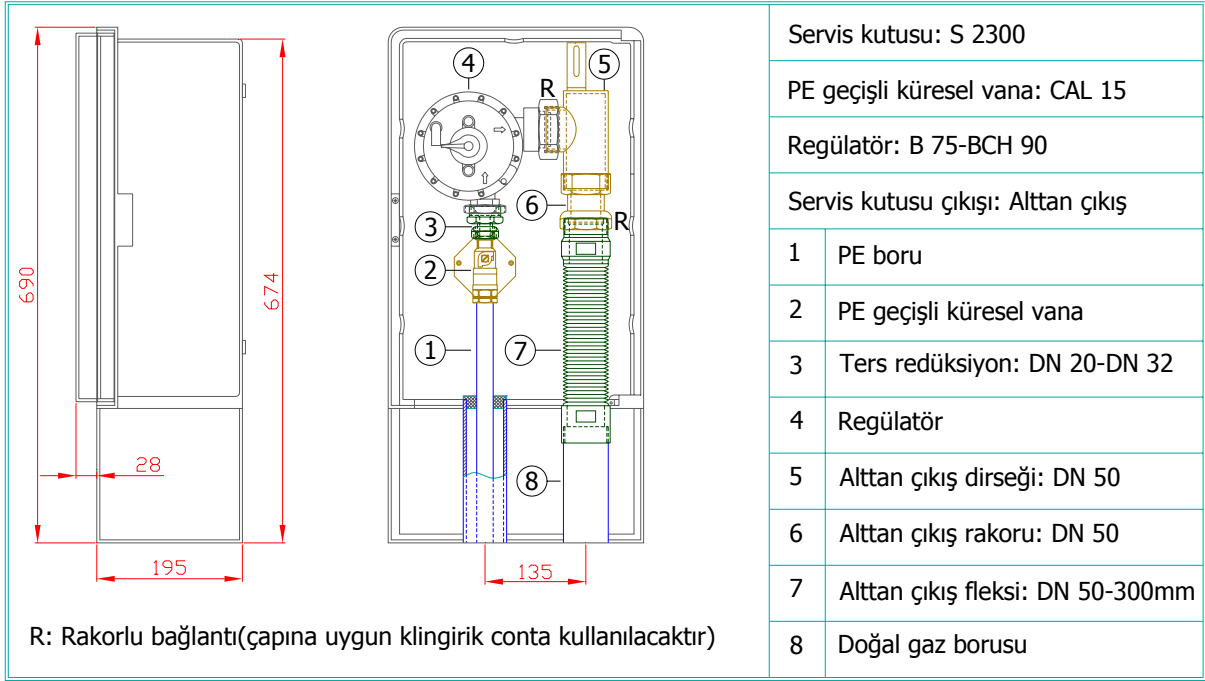 690
28
195
674
4
R
5
6
R
3
2
1
7
8
135
R: Rakorlu bağlantı(çapına uygun klingirik conta kullanılacaktır)
Servis kutusu: S 2300
PE geçişli küresel vana: CAL 15
Regülatör: B 75-BCH 90
Servis kutusu çıkışı: Alttan çıkış
1 PE boru
2 PE geçişli küresel vana
3 Ters redüksiyon: DN 20-DN 32
4 Regülatör
5 Alttan çıkış dirseği: DN 50
6 Alttan çıkış rakoru: DN 50
7 Alttan çıkış fleksi: DN 50-300mm
8 Doğal gaz borusu